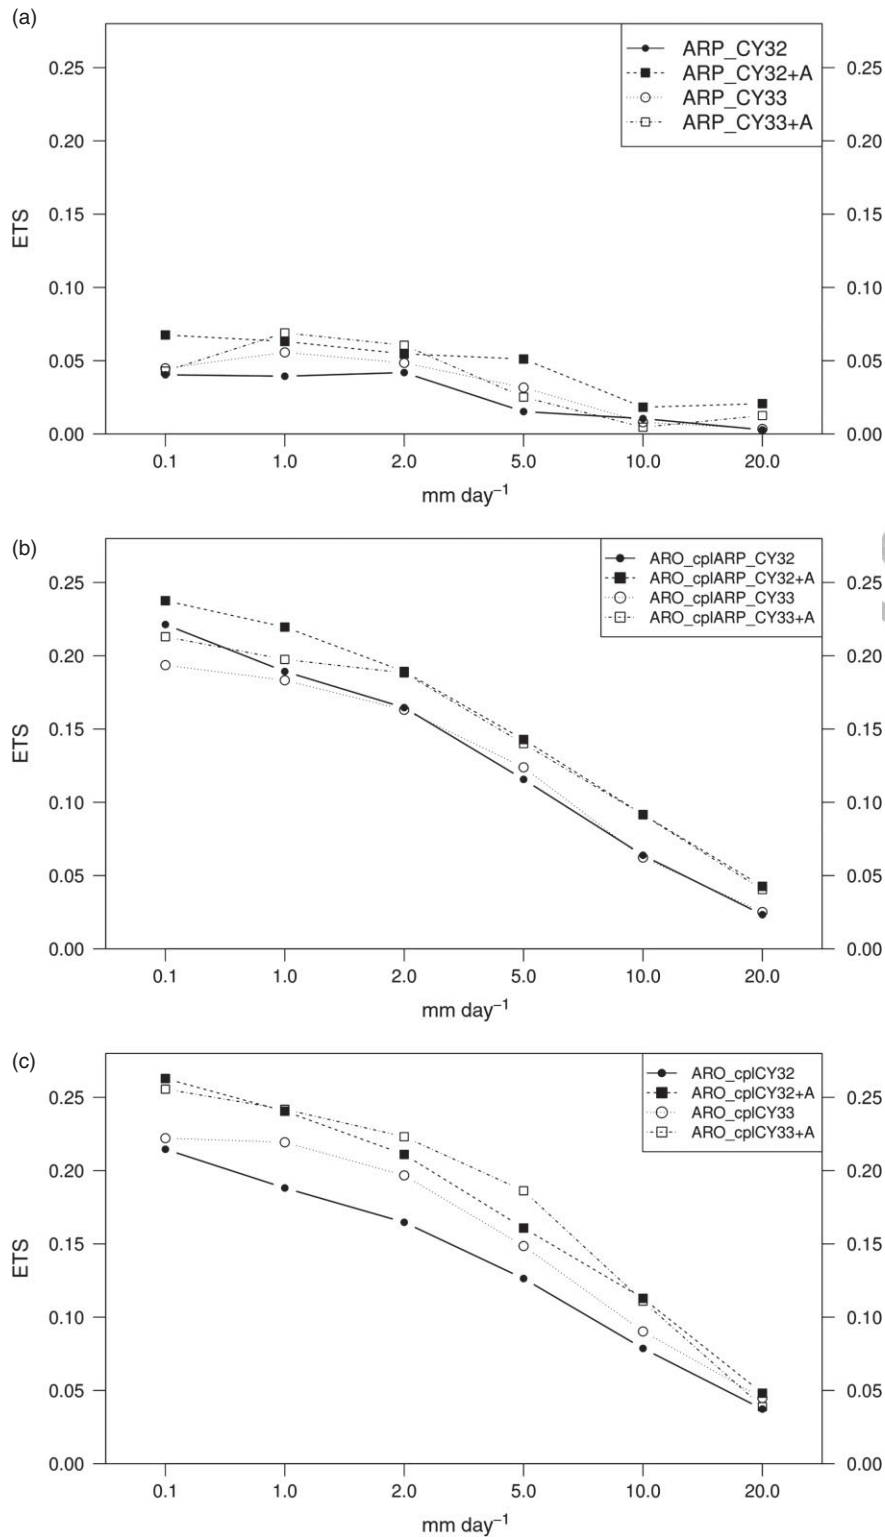 (a)
ARP_CY32
ARP_CY32+A
ARP_CY33
ARP_CY33+A
0.25 0.25
0.20 0.20
0.15 0.15
0.10 0.10
0.05 0.05
0.00 0.00
ETS
0.1 1.0 2.0 5.0 10.0 20.0
mm day⁻¹
(b)
ARO_cplARP_CY32
ARO_cplARP_CY32+A
ARO_cplARP_CY33
ARO_cplARP_CY33+A
0.25 0.25
0.20 0.20
0.15 0.15
0.10 0.10
0.05 0.05
0.00 0.00
ETS
0.1 1.0 2.0 5.0 10.0 20.0
mm day⁻¹
(c)
ARO_cplCY32
ARO_cplCY32+A
ARO_cplCY33
ARO_cplCY33+A
0.25 0.25
0.20 0.20
0.15 0.15
0.10 0.10
0.05 0.05
0.00 0.00
ETS
0.1 1.0 2.0 5.0 10.0 20.0
mm day⁻¹